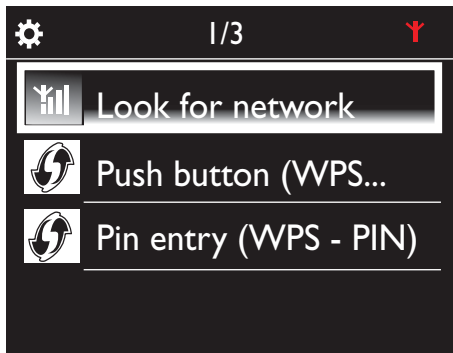 1/3
Look for network
Push button (WPS...
Pin entry (WPS - PIN)